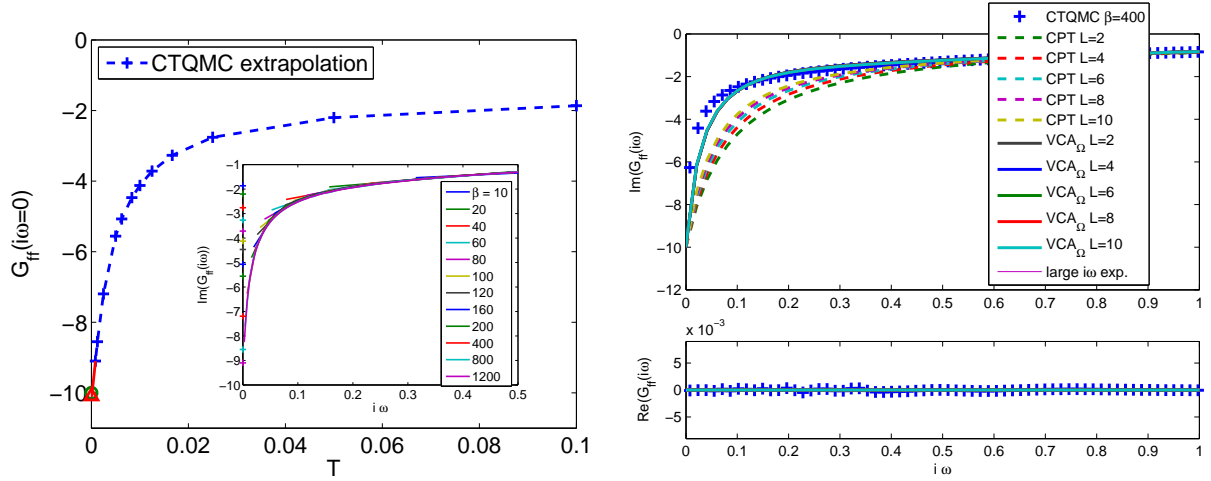 0
−2
−4
−6
−8
−10
G_ff(iω=0)
CTQMC extrapolation
0
0.02
0.04
0.06
0.08
0.1
T
−1
−2
−3
−4
−5
−6
−7
−8
−9
−10
Im(G_ff(iω))
0
0.1
0.2
0.3
0.4
0.5
i ω
β = 10
20
40
60
80
100
120
160
200
400
800
1200
0
−2
−4
−6
−8
−10
−12
Im(G_ff(iω)
0 0.1 0.2 0.3 0.4 0.5 0.6 0.7 0.8 0.9 1
CTQMC β=400
CPT L=2
CPT L=4
CPT L=6
CPT L=8
CPT L=10
VCA_Ω L=2
VCA_Ω L=4
VCA_Ω L=6
VCA_Ω L=8
VCA_Ω L=10
large iω exp.
x 10^−3
5
0
−5
Re(G_ff(iω)
0 0.1 0.2 0.3 0.4 0.5 0.6 0.7 0.8 0.9 1
i ω